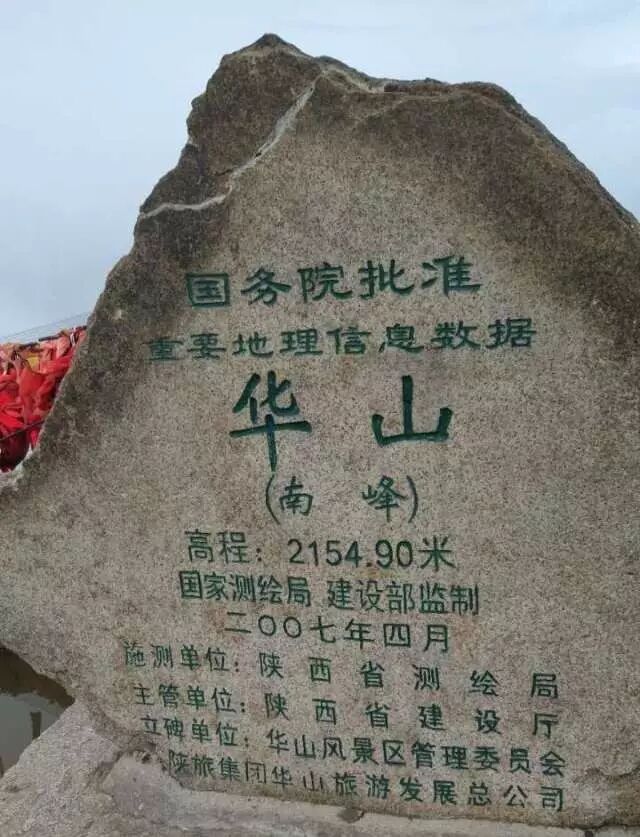 国务院批准
重要地理信息数据
华山
(南峰)
高程：2154.90米
国家测绘局 建设部监制
二〇〇七年四月
施测单位：陕西省测绘局
主管单位：陕西省建设厅
立碑单位：华山风景区管理委员会
陕旅集团华山旅游发展总公司